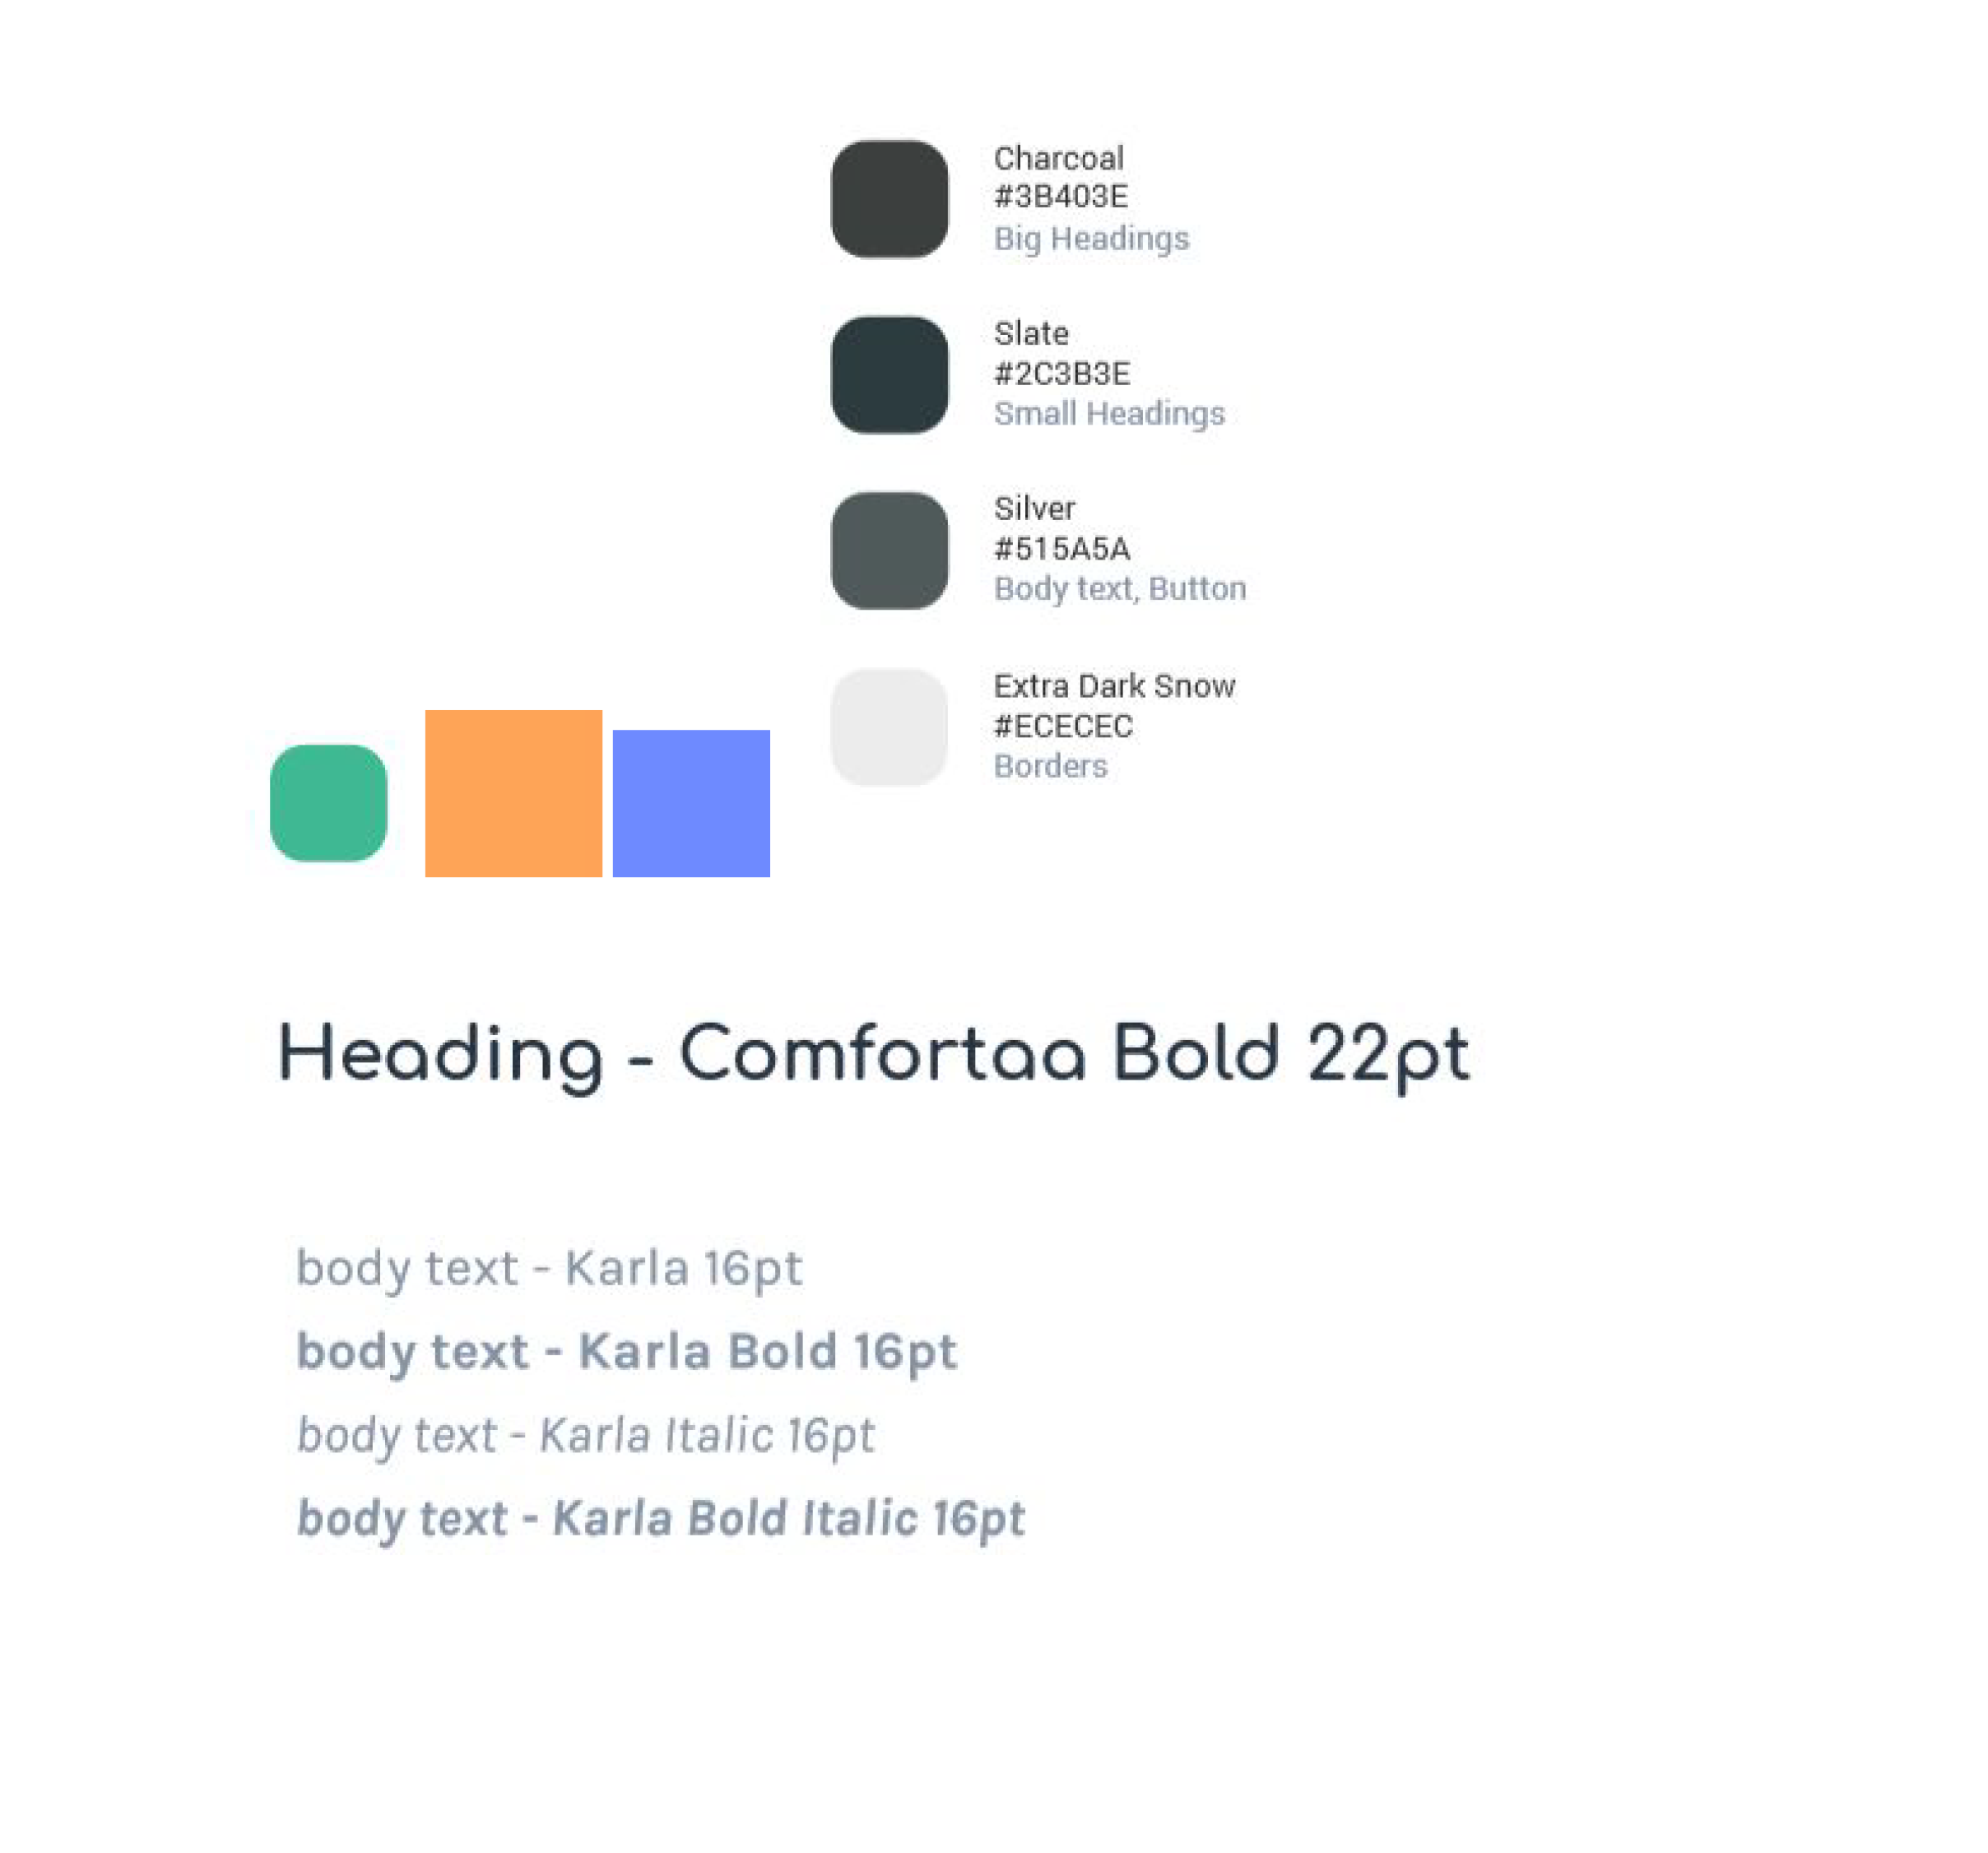 Charcoal
#3B403E
Big Headings
Slate
#2C3B3E
Small Headings
Silver
#515A5A
Body text, Button
Extra Dark Snow
#ECECEC
Borders
Heading - Comfortaa Bold 22pt
body text - Karla 16pt
body text - Karla Bold 16pt
body text - Karla Italic 16pt
body text - Karla Bold Italic 16pt